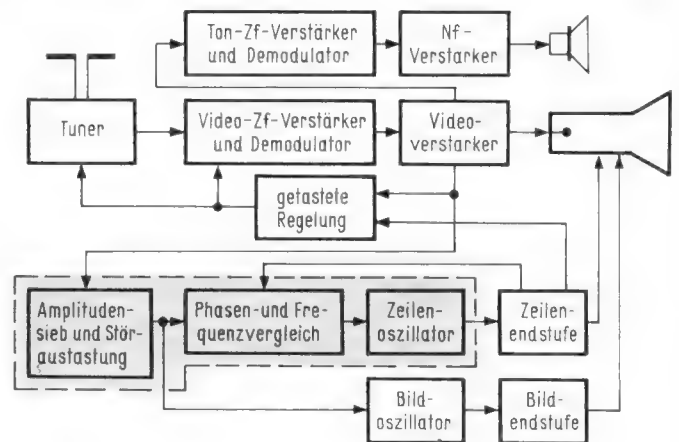 Ton-Zf-Verstärker
und Demodulator
Nf-
Verstarker
Tuner
Video-Zf-Verstärker
und Demodulator
Video-
verstarker
getastete
Regelung
Amplituden-
sieb und Stör-
austastung
Phasen-und Fre-
quenzvergleich
Zeilen-
oszillator
Zeilen-
endstufe
Bild-
oszillator
Bild-
endstufe